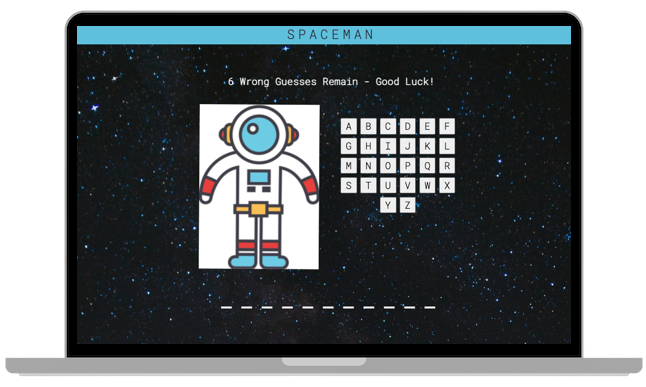 SPACEMAN
6 Wrong Guesses Remain - Good Luck!
A B C D E F
G H I J K L
M N O P Q R
S T U V W X
Y Z